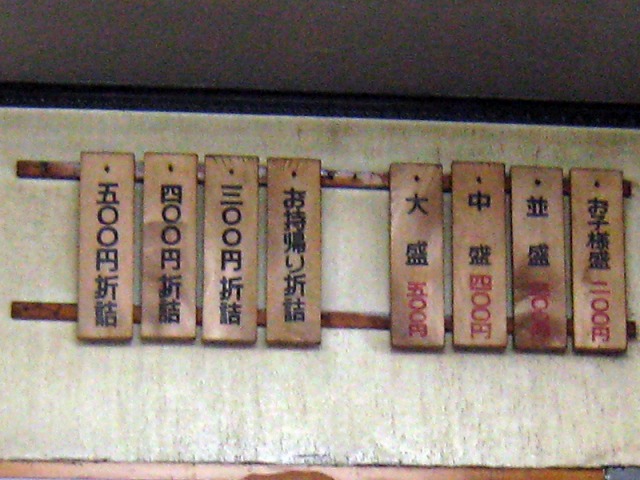 お子様盛 二〇〇円
並盛
中盛 四〇〇円
大盛 五〇〇円
お持帰り折詰
三〇〇円折詰
四〇〇円折詰
五〇〇円折詰